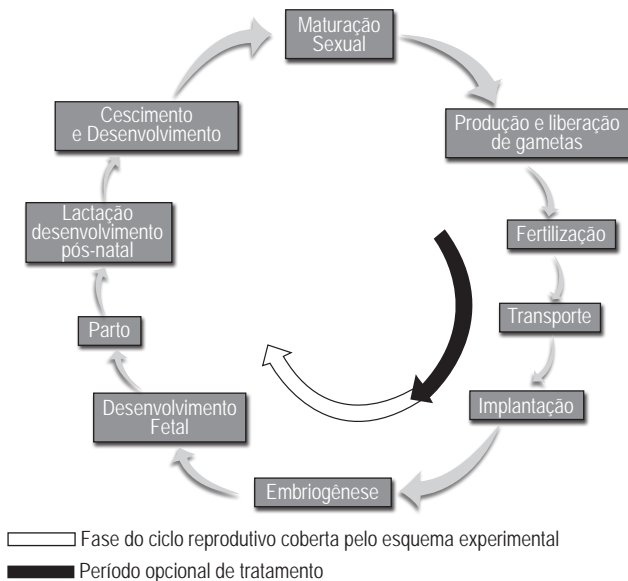 Maturação
Sexual
Produção e liberação
de gametas
Fertilização
Transporte
Implantação
Embriogênese
Desenvolvimento
Fetal
Parto
Lactação
desenvolvimento
pós-natal
Cescimento
e Desenvolvimento
Fase do ciclo reprodutivo coberta pelo esquema experimental
Período opcional de tratamento